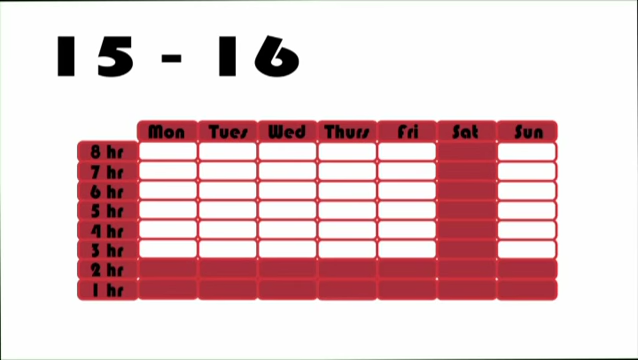 15 - 16
Mon Tues Wed Thurs Fri Sat Sun
8 hr
7 hr
6 hr
5 hr
4 hr
3 hr
2 hr
1 hr